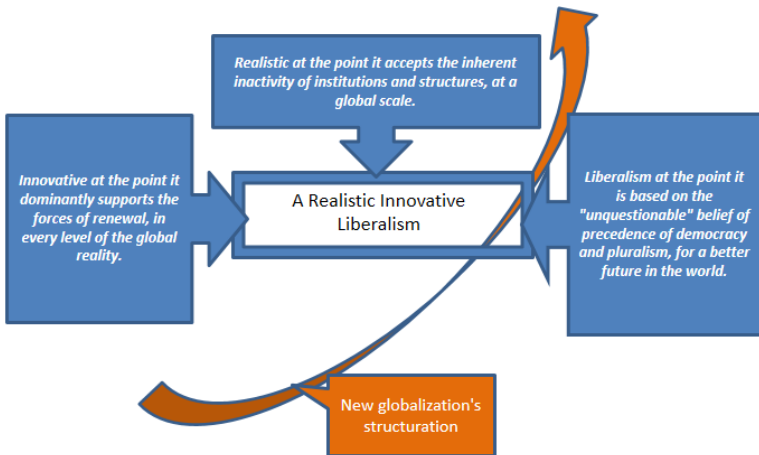 Realistic at the point it accepts the inherent
inactivity of institutions and structures, at a
global scale.
Innovative at the point it
dominantly supports the
forces of renewal, in
every level of the global
reality.
A Realistic Innovative
Liberalism
Liberalism at the point it
is based on the
"unquestionable" belief of
precedence of democracy
and pluralism, for a better
future in the world.
New globalization's
structuration